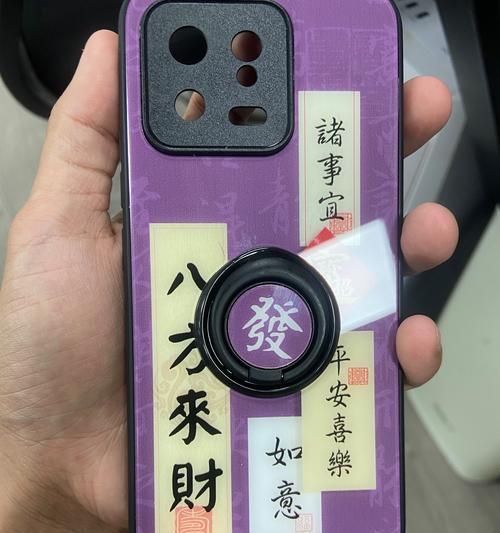 諸事宜
發
八方來財
平安喜樂
如意